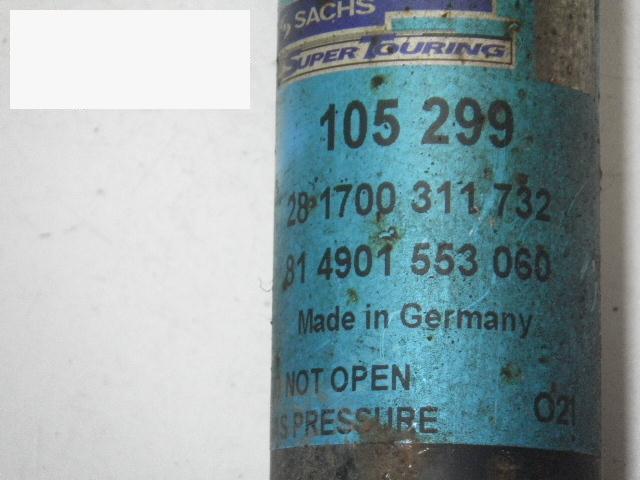 SACHS
SUPER TOURING
105 299
28 1700 311 732
81 4901 553 060
Made in Germany
NOT OPEN
S PRESSURE